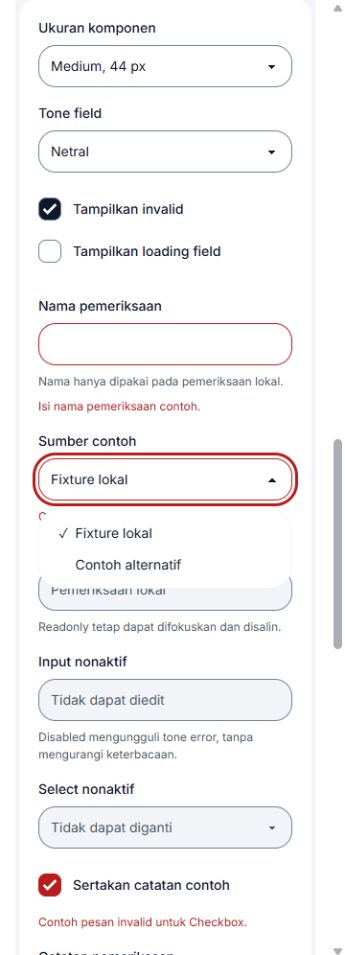 Ukuran komponen
Medium, 44 px
Tone field
Netral
Tampilkan invalid
Tampilkan loading field
Nama pemeriksaan
Nama hanya dipakai pada pemeriksaan lokal.
Isi nama pemeriksaan contoh.
Sumber contoh
Fixture lokal
✓ Fixture lokal
Contoh alternatif
Pemeriksaan lokal
Readonly tetap dapat difokuskan dan disalin.
Input nonaktif
Tidak dapat diedit
Disabled mengungguli tone error, tanpa
mengurangi keterbacaan.
Select nonaktif
Tidak dapat diganti
Sertakan catatan contoh
Contoh pesan invalid untuk Checkbox.
Catatan pemeriksaan